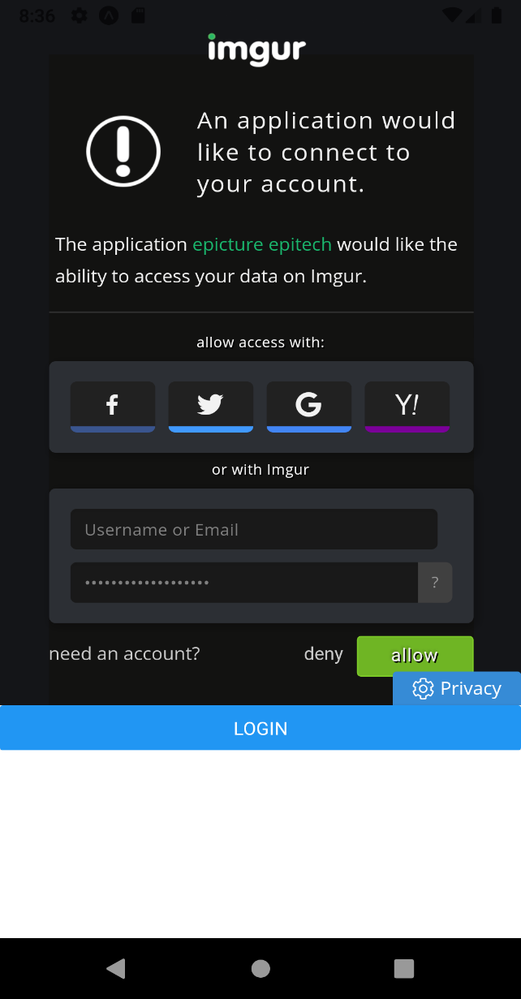 8:36
imgur
An application would
like to connect to
your account.
The application epicture epitech would like the
ability to access your data on Imgur.
allow access with:
f G Y!
or with Imgur
Username or Email
•••••••••••••••••••
?
need an account? deny allow
Privacy
LOGIN